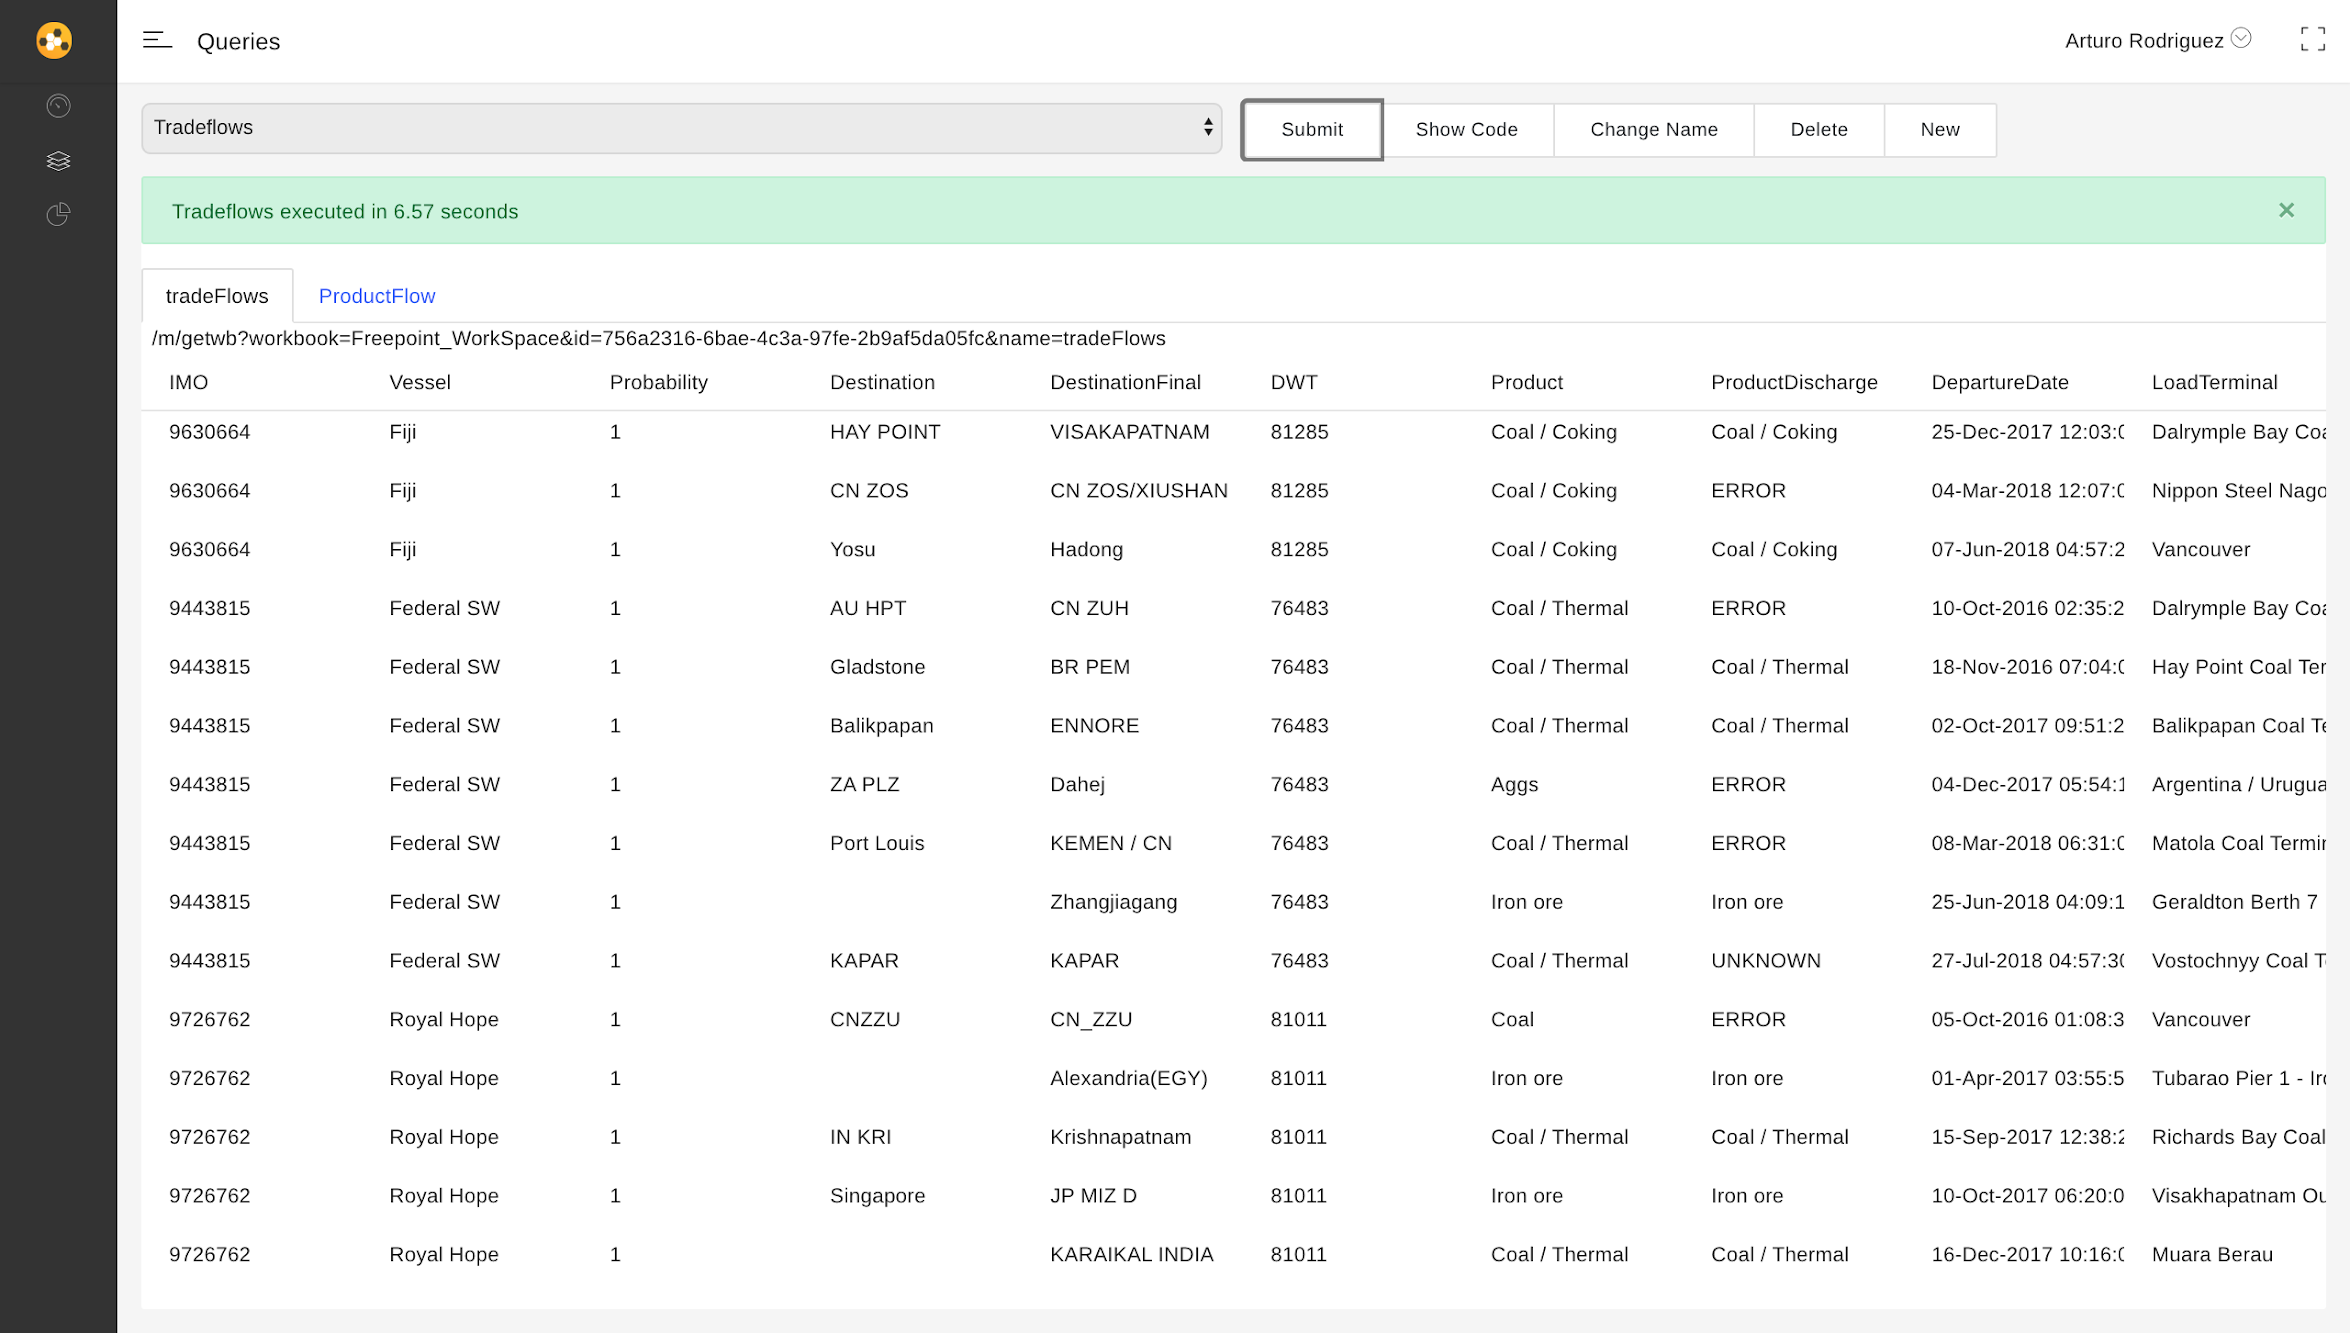 Queries
Arturo Rodriguez
Tradeflows
Submit Show Code Change Name Delete New
Tradeflows executed in 6.57 seconds
tradeFlows ProductFlow
/m/getwb?workbook=Freepoint_WorkSpace&id=756a2316-6bae-4c3a-97fe-2b9af5da05fc&name=tradeFlows
IMO Vessel Probability Destination DestinationFinal DWT Product ProductDischarge DepartureDate LoadTerminal
9630664 Fiji 1 HAY POINT VISAKAPATNAM 81285 Coal / Coking Coal / Coking 25-Dec-2017 12:03: Dalrymple Bay
9630664 Fiji 1 CN ZOS CN ZOS/XIUSHAN 81285 Coal / Coking ERROR 04-Mar-2018 12:07: Nippon Steel Nago
9630664 Fiji 1 Yosu Hadong 81285 Coal / Coking Coal / Coking 07-Jun-2018 04:57:2 Vancouver
9443815 Federal SW 1 AU HPT CN ZUH 76483 Coal / Thermal ERROR 10-Oct-2016 02:35:2 Dalrymple Bay
9443815 Federal SW 1 Gladstone BR PEM 76483 Coal / Thermal Coal / Thermal 18-Nov-2016 07:04: Hay Point Coal Ter
9443815 Federal SW 1 Balikpapan ENNORE 76483 Coal / Thermal Coal / Thermal 02-Oct-2017 09:51:2 Balikpapan Coal
9443815 Federal SW 1 ZA PLZ Dahej 76483 Aggs ERROR 04-Dec-2017 05:54:1 Argentina / Urugua
9443815 Federal SW 1 Port Louis KEMEN / CN 76483 Coal / Thermal ERROR 08-Mar-2018 06:31: Matola Coal
9443815 Federal SW 1 Zhangjiagang 76483 Iron ore Iron ore 25-Jun-2018 04:09:1 Geraldton Berth 7
9443815 Federal SW 1 KAPAR KAPAR 76483 Coal / Thermal UNKNOWN 27-Jul-2018 04:57:30 Vostochnyy Coal
9726762 Royal Hope 1 CNZZU CN_ZZU 81011 Coal ERROR 05-Oct-2016 01:08:3 Vancouver
9726762 Royal Hope 1 Alexandria(EGY) 81011 Iron ore Iron ore 01-Apr-2017 03:55:5 Tubarao Pier 1 -
9726762 Royal Hope 1 IN KRI Krishnapatnam 81011 Coal / Thermal Coal / Thermal 15-Sep-2017 12:38:2 Richards Bay Coal
9726762 Royal Hope 1 Singapore JP MIZ D 81011 Iron ore Iron ore 10-Oct-2017 06:20:0 Visakhapatnam
9726762 Royal Hope 1 KARAIKAL INDIA 81011 Coal / Thermal Coal / Thermal 16-Dec-2017 10:16: Muara Berau